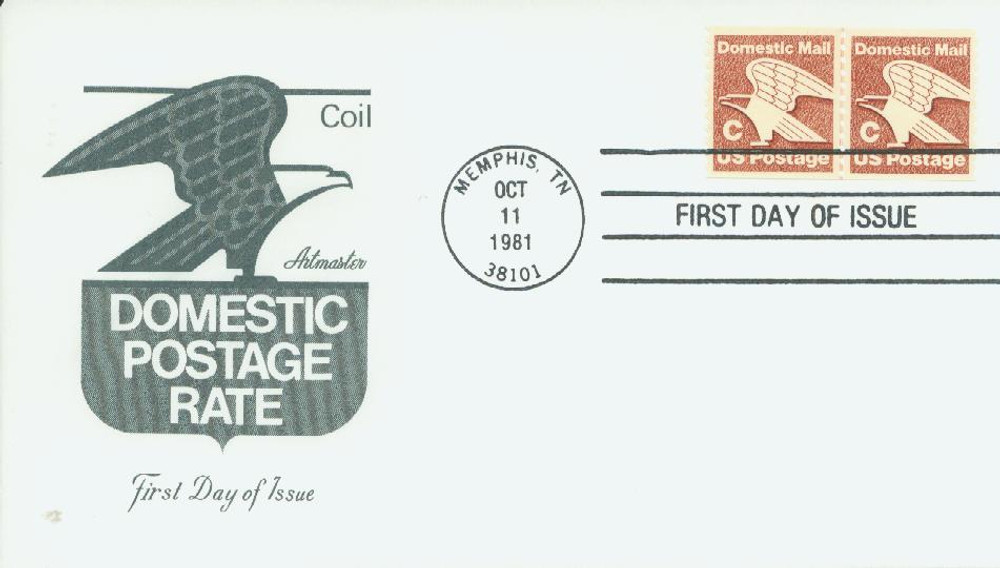 Coil
Artmaster
DOMESTIC
POSTAGE
RATE
First Day of Issue
MEMPHIS, TN
OCT
11
1981
38101
Domestic Mail
C
US Postage
Domestic Mail
C
US Postage
FIRST DAY OF ISSUE